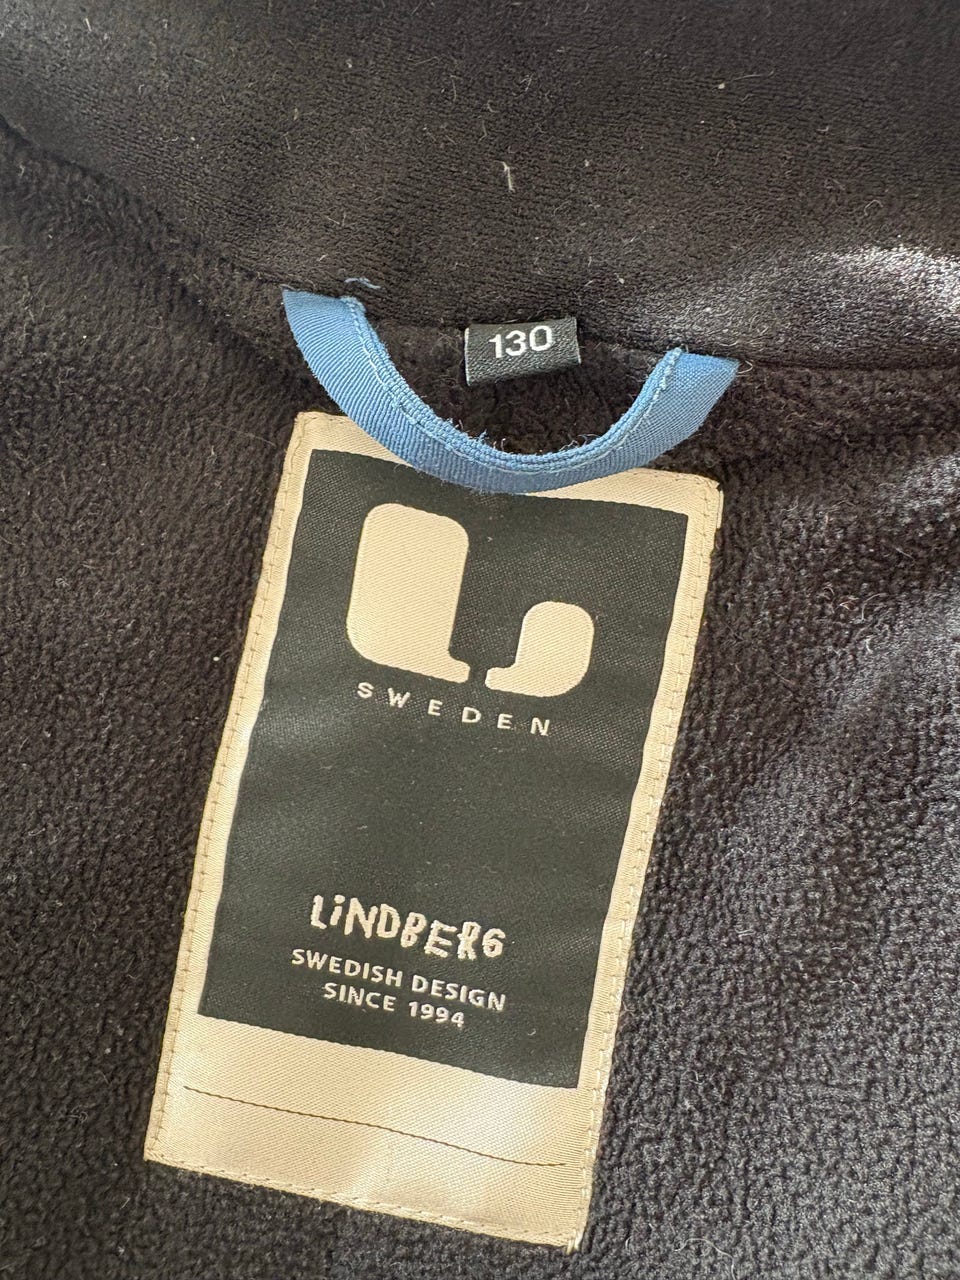 130
SWEDEN
LiNDBERG
SWEDISH DESIGN
SINCE 1994